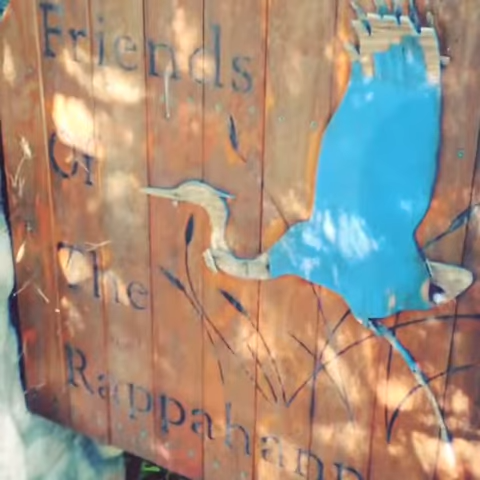 Friends
Of
The
Rappahann